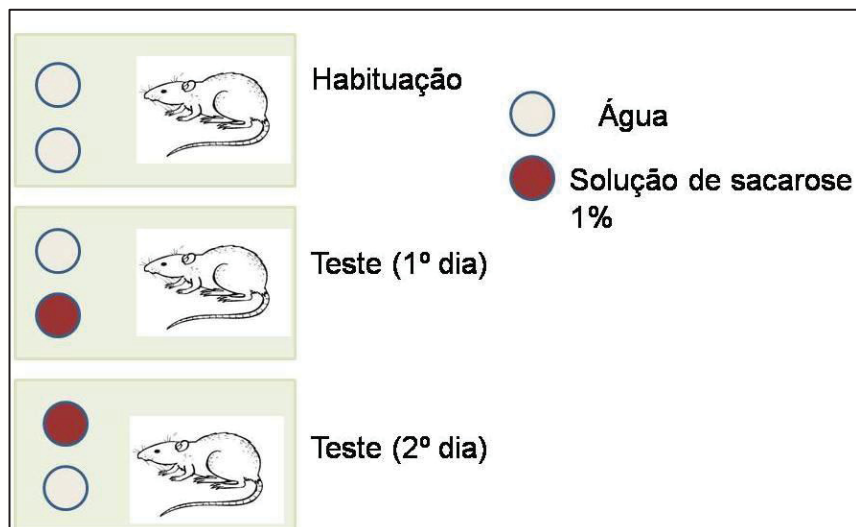 Habituação
Água
Solução de sacarose
1%
Teste (1º dia)
Teste (2º dia)